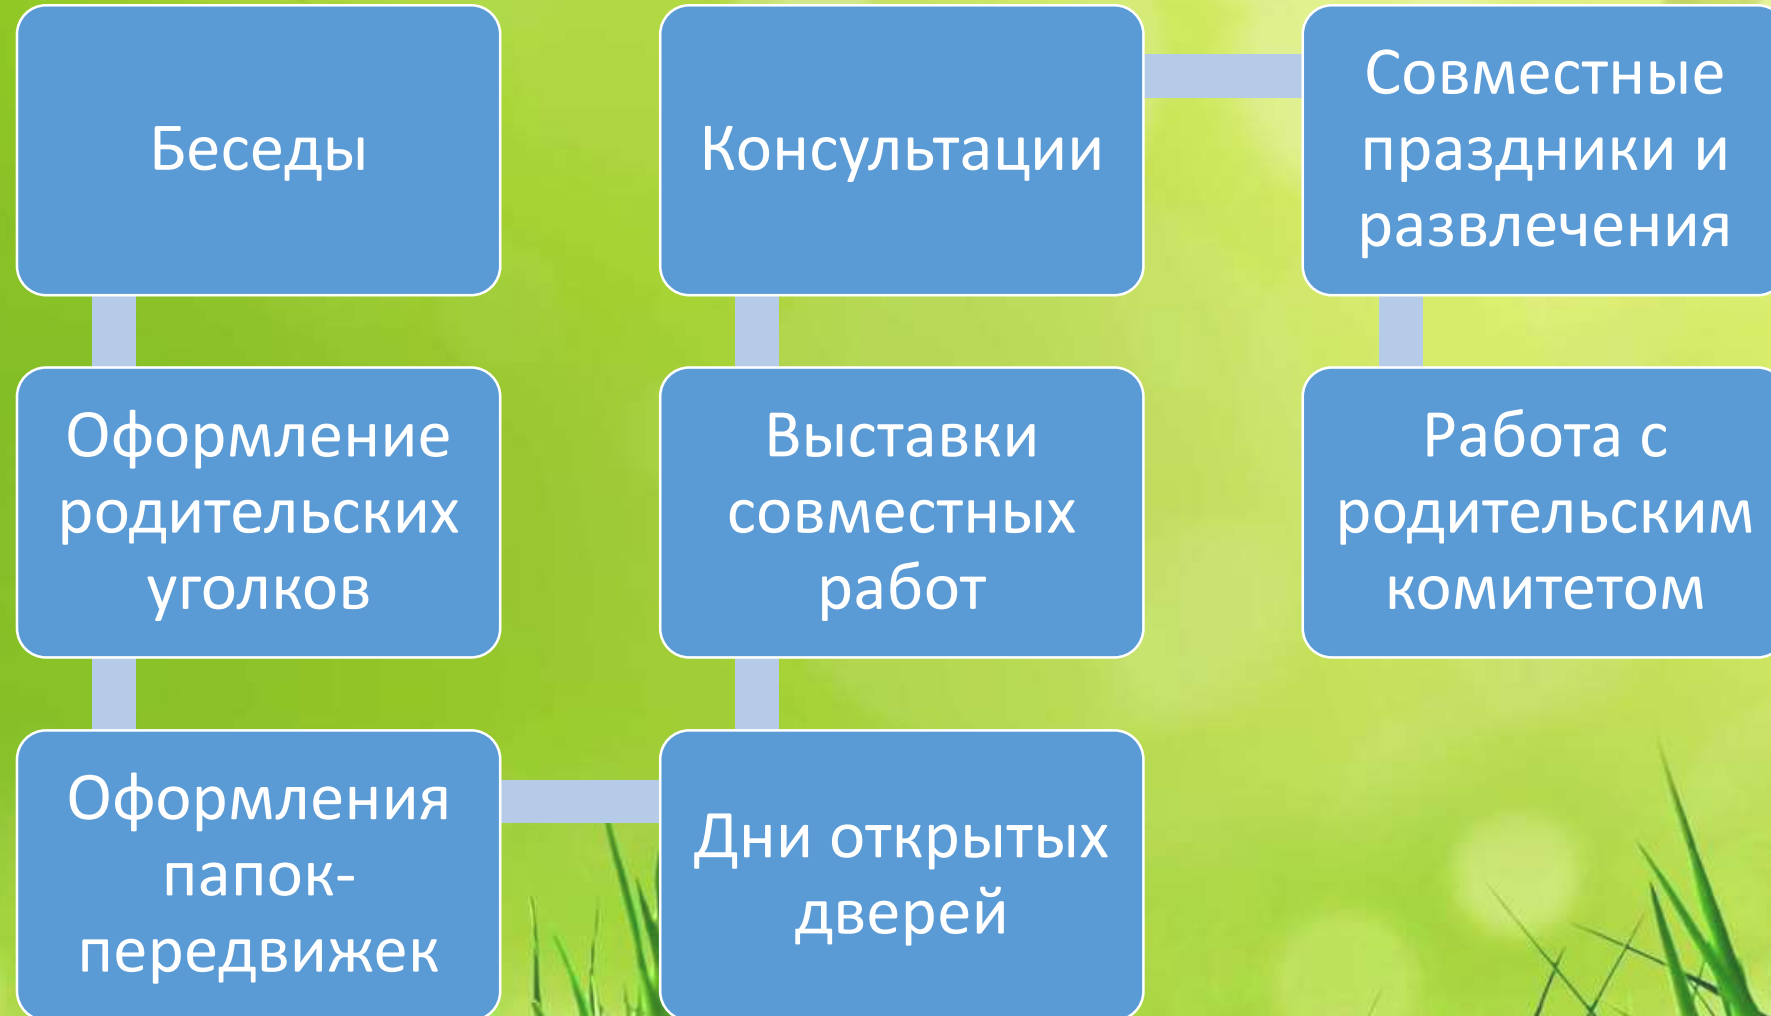 Беседы
Оформление
родительских
уголков
Оформления
папок-
передвижек
Дни открытых
дверей
Выставки
совместных
работ
Консультации
Совместные
праздники и
развлечения
Работа с
родительским
комитетом